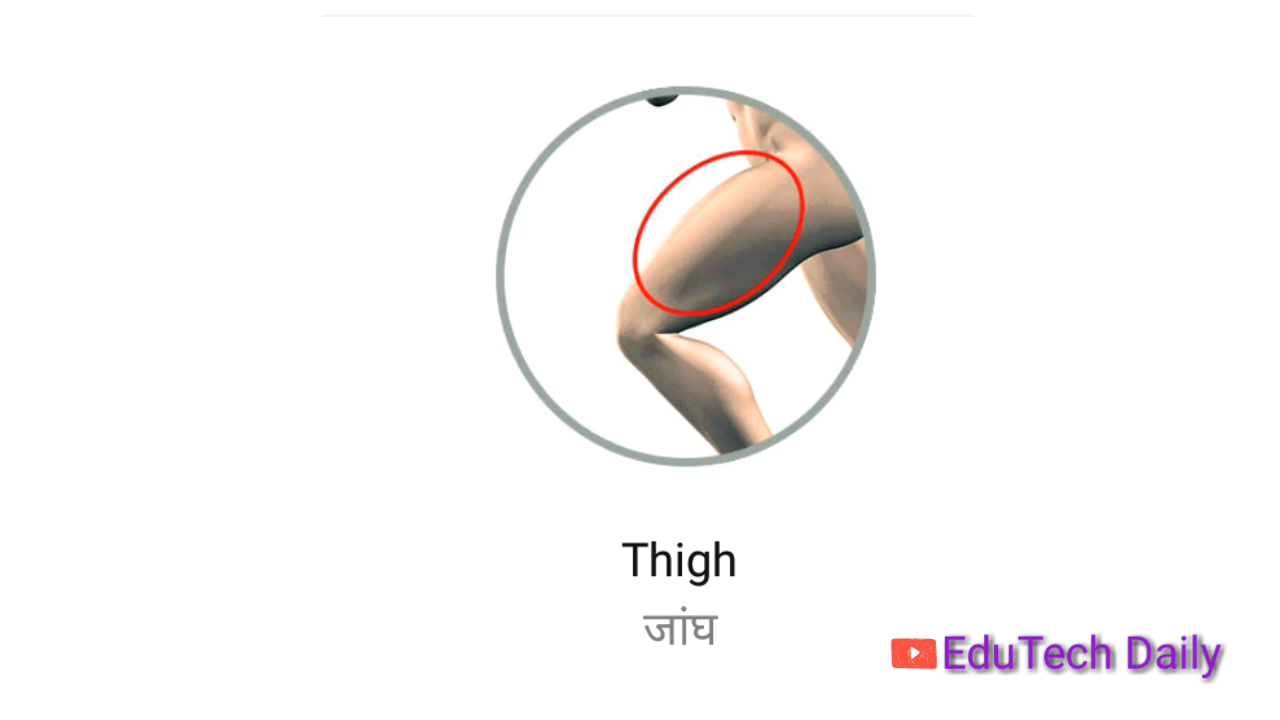 Thigh
जांघ
EduTech Daily